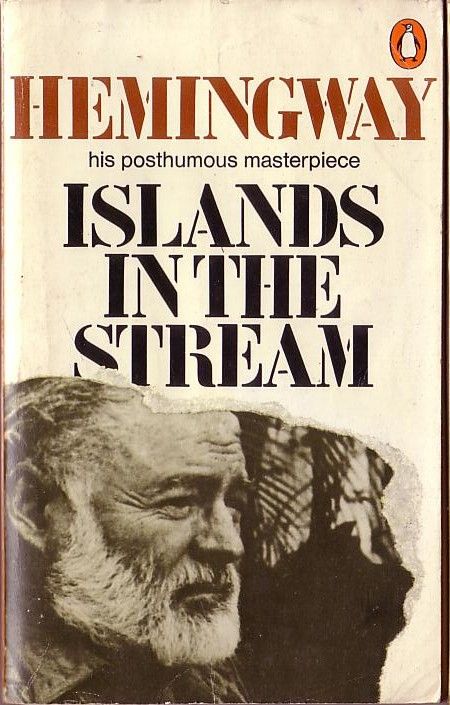 HEMINGWAY
his posthumous masterpiece
ISLANDS
IN THE
STREAM